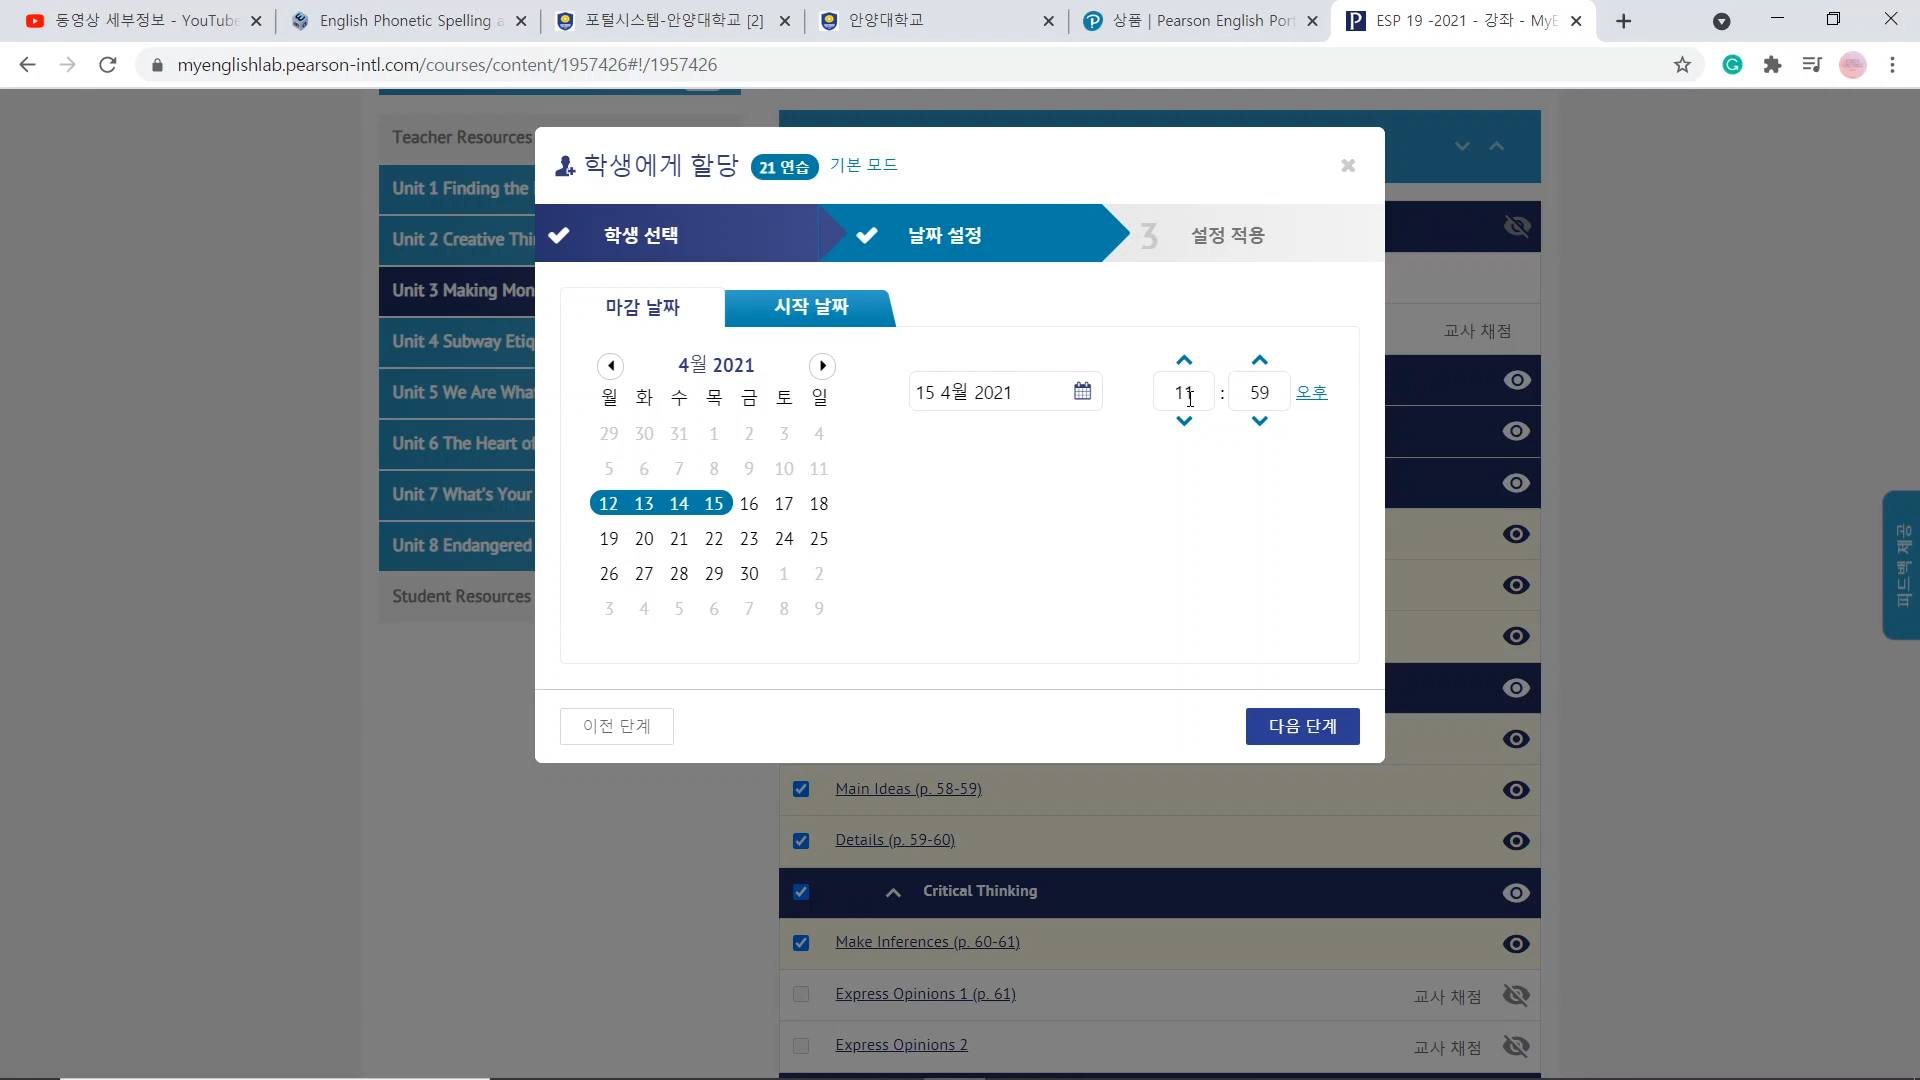 동영상 세부정보 - YouTube
English Phonetic Spelling a
포털시스템-안양대학교 [2]
안양대학교
상품 | Pearson English Port
ESP 19 -2021 - 강좌 - MyE
myenglishlab.pearson-intl.com/courses/content/1957426#!/1957426
Teacher Resources
Unit 1 Finding the
Unit 2 Creative Thi
Unit 3 Making Mon
Unit 4 Subway Etiq
Unit 5 We Are Wha
Unit 6 The Heart of
Unit 7 What's Your
Unit 8 Endangered
Student Resources
학생에게 할당 21 연습 기본 모드
학생 선택
날짜 설정
3 설정 적용
마감 날짜
시작 날짜
4월 2021
월 화 수 목 금 토 일
29 30 31 1 2 3 4
5 6 7 8 9 10 11
12 13 14 15 16 17 18
19 20 21 22 23 24 25
26 27 28 29 30 1 2
3 4 5 6 7 8 9
15 4월 2021
11 : 59 오후
이전 단계
다음 단계
교사 채점
Main Ideas (p. 58-59)
Details (p. 59-60)
Critical Thinking
Make Inferences (p. 60-61)
Express Opinions 1 (p. 61)
교사 채점
Express Opinions 2
교사 채점
피드백 제공